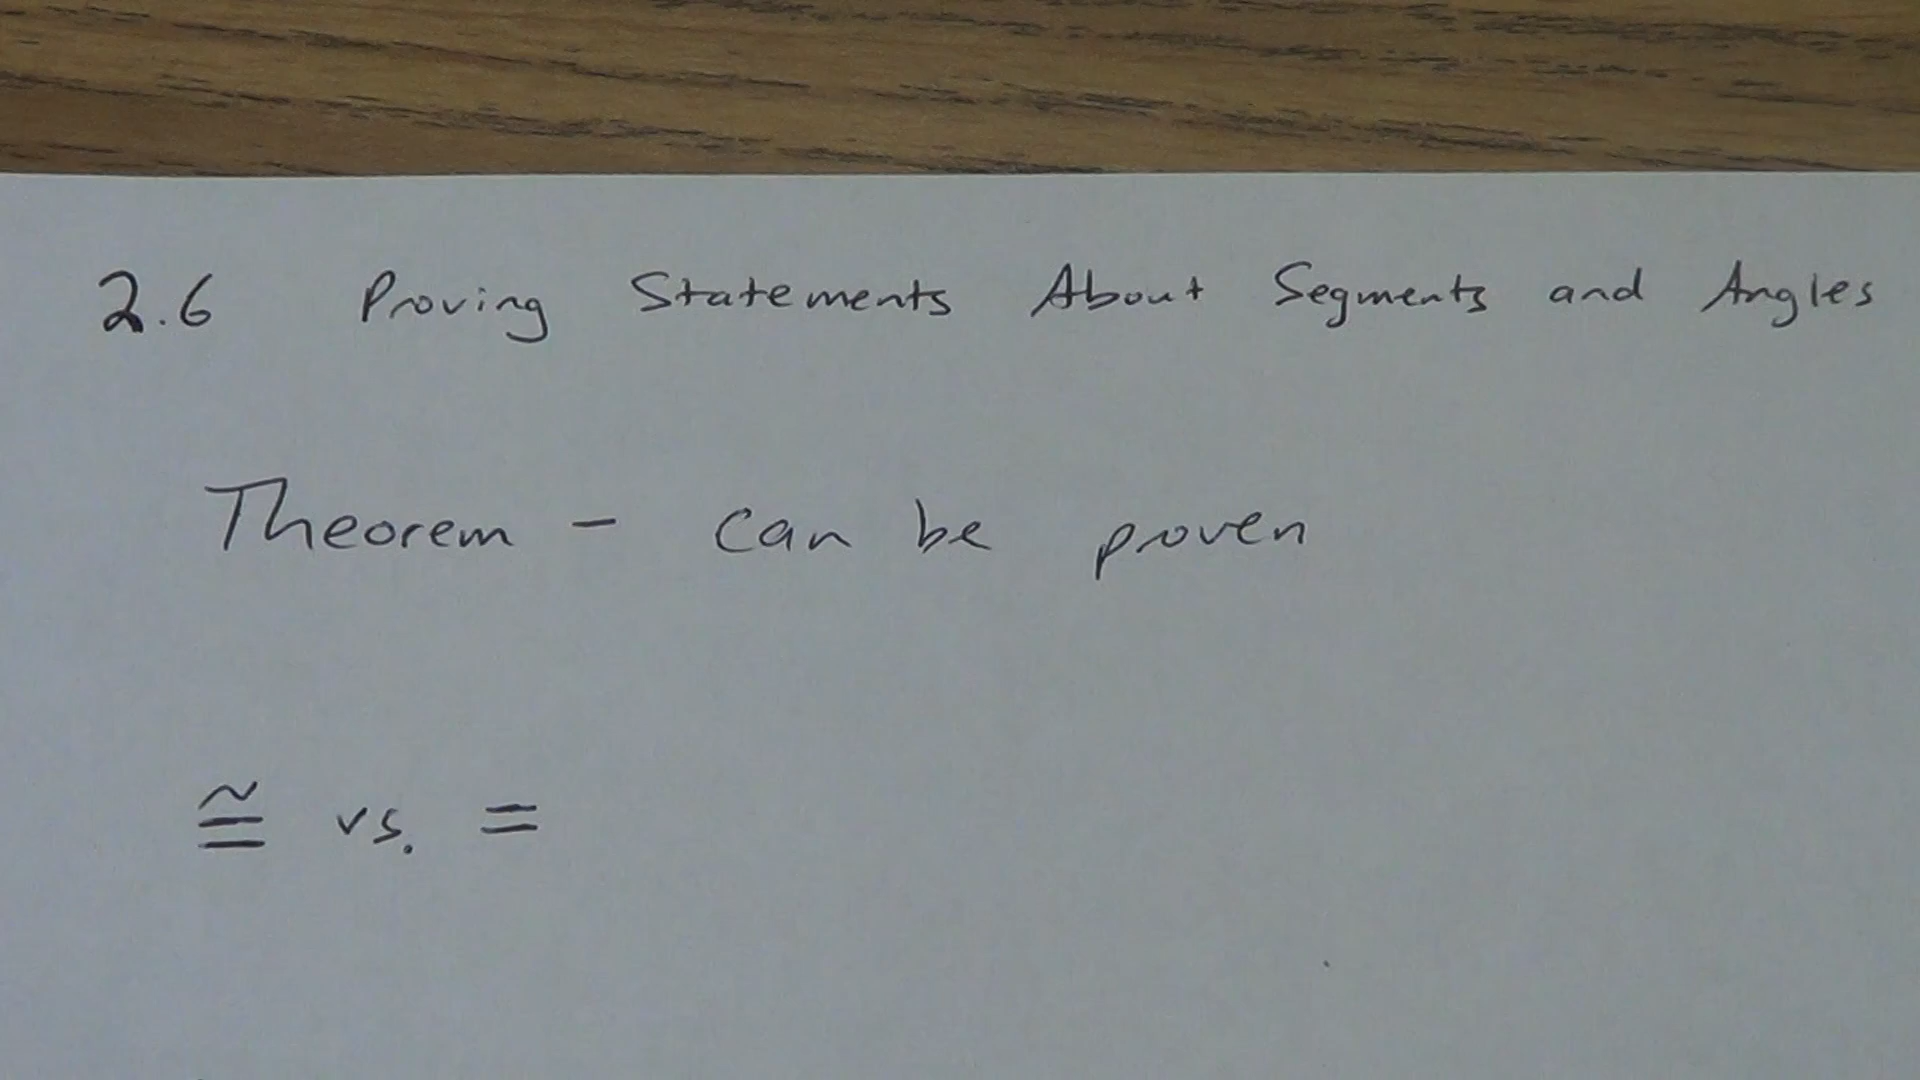 2.6 Proving Statements About Segments and Angles
Theorem - can be proven
≅ vs. =